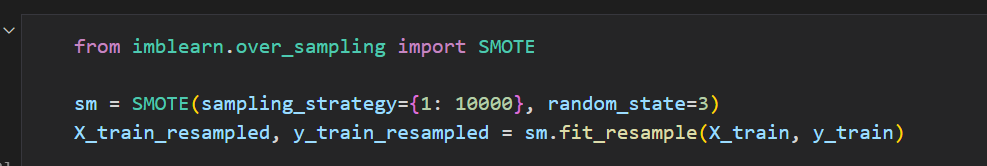 from imblearn.over_sampling import SMOTE
sm = SMOTE(sampling_strategy={1: 10000}, random_state=3)
X_train_resampled, y_train_resampled = sm.fit_resample(X_train, y_train)